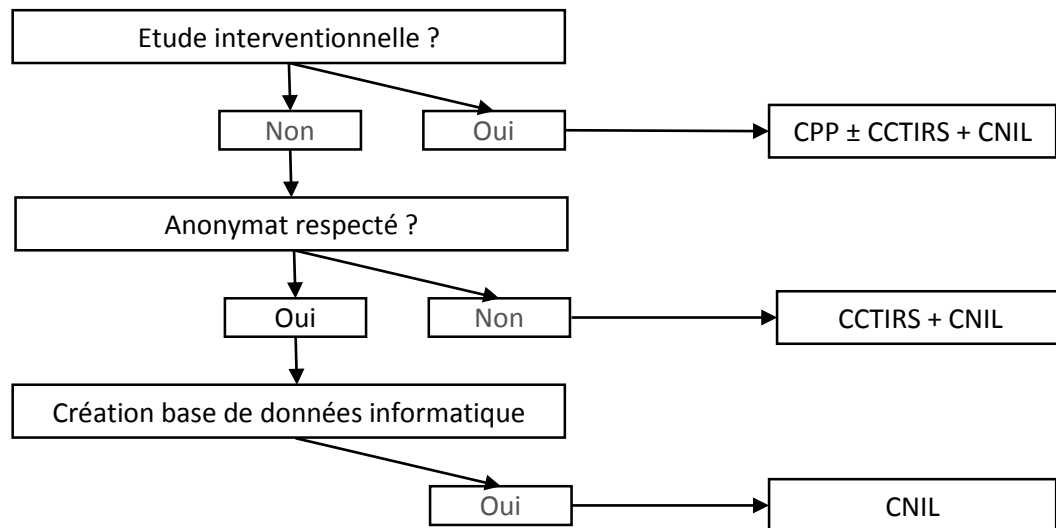 Etude interventionnelle ?
Non
Oui
CPP ± CCTIRS + CNIL
Anonymat respecté ?
Oui
Non
CCTIRS + CNIL
Création base de données informatique
Oui
CNIL